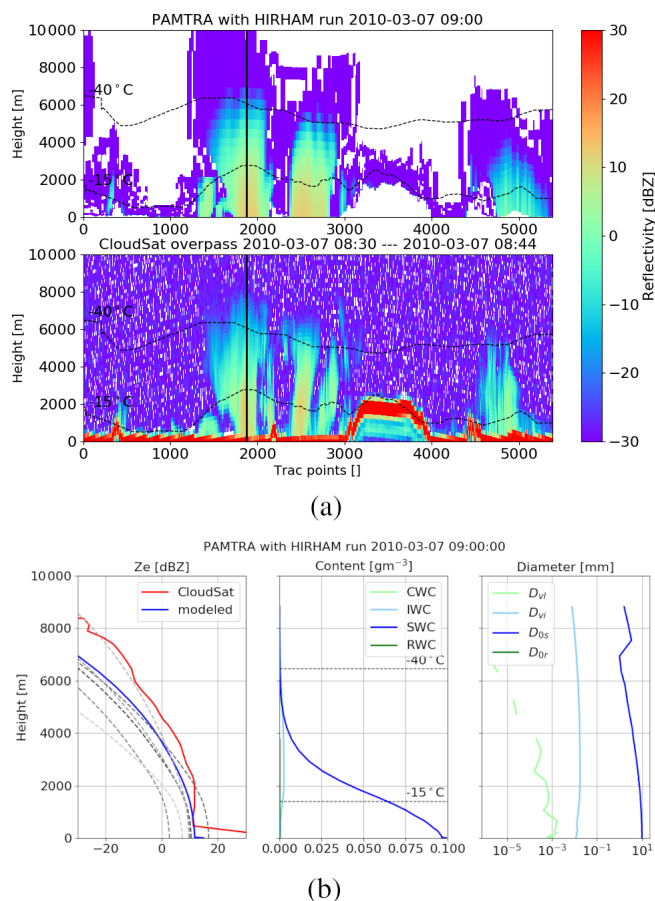 PAMTRA with HIRHAM run 2010-03-07 09:00
10000
8000
6000
4000
2000
0
Height [m]
-40°C
-15°C
0 1000 2000 3000 4000 5000
CloudSat overpass 2010-03-07 08:30 --- 2010-03-07 08:44
10000
8000
6000
4000
2000
0
Height [m]
-40°C
-15°C
0 1000 2000 3000 4000 5000
Trac points []
30
20
10
0
−10
−20
−30
Reflectivity [dBZ]
(a)
PAMTRA with HIRHAM run 2010-03-07 09:00:00
Ze [dBZ]
10000
8000
6000
4000
2000
0
Height [m]
CloudSat
modeled
−20 0 20
Content [gm⁻³]
CWC
IWC
SWC
RWC
-40°C
-15°C
0.000 0.025 0.050 0.075 0.100
Diameter [mm]
Dvl
Dvi
D0s
D0r
10⁻⁵ 10⁻³ 10⁻¹ 10¹
(b)